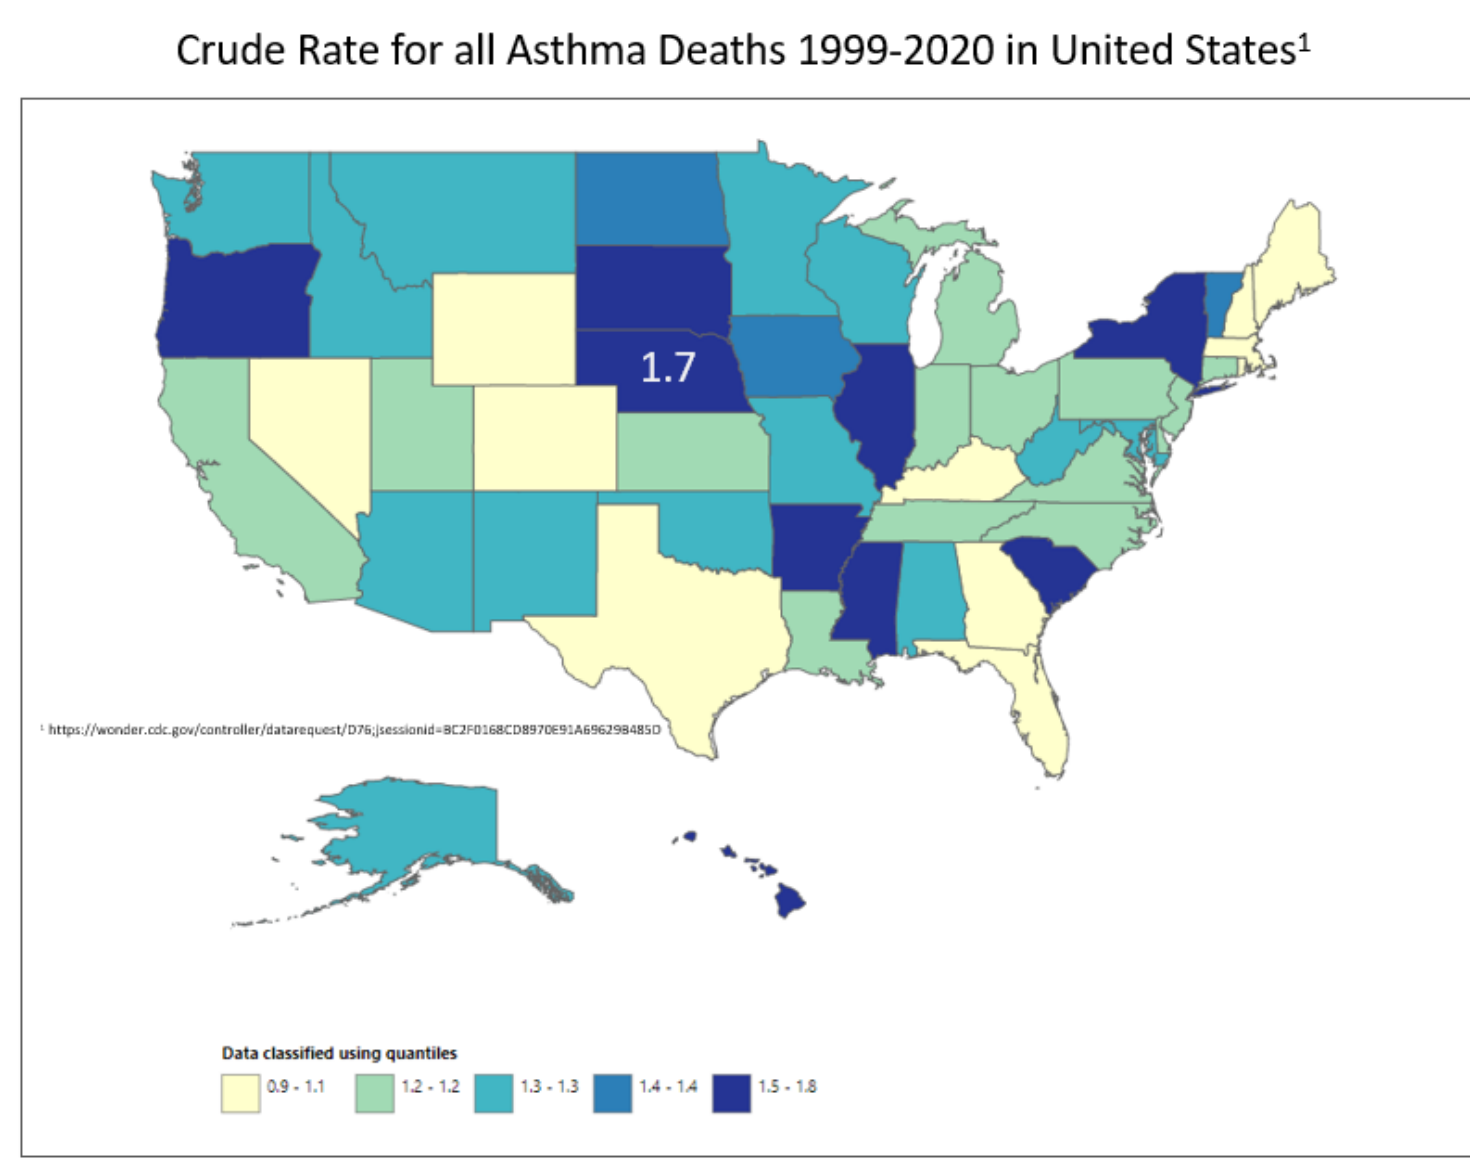 Crude Rate for all Asthma Deaths 1999-2020 in United States¹
1.7
¹ https://wonder.cdc.gov/controller/datarequest/D76;jsessionid=BC2F0168CD8970E91A69629B485D
Data classified using quantiles
0.9 - 1.1 1.2 - 1.2 1.3 - 1.3 1.4 - 1.4 1.5 - 1.8